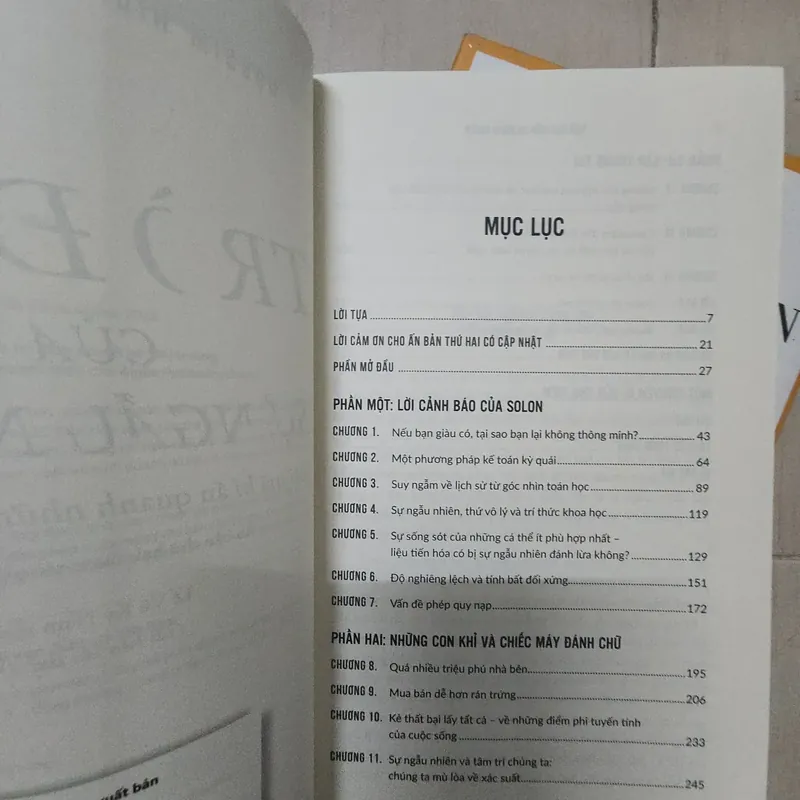 MỤC LỤC
LỜI TỰA 7
LỜI CẢM ƠN CHO ẤN BẢN THỨ HAI CÓ CẬP NHẬT 21
PHẦN MỞ ĐẦU 27
PHẦN MỘT: LỜI CẢNH BÁO CỦA SOLON
CHƯƠNG 1. Nếu bạn giàu có, tại sao bạn lại không thông minh? 43
CHƯƠNG 2. Một phương pháp kế toán kỳ quái 64
CHƯƠNG 3. Suy ngẫm về lịch sử từ góc nhìn toán học 89
CHƯƠNG 4. Sự ngẫu nhiên, thứ vô lý và tri thức khoa học 119
CHƯƠNG 5. Sự sống sót của những cá thể ít phù hợp nhất –
liệu tiến hóa có bị sự ngẫu nhiên đánh lừa không? 129
CHƯƠNG 6. Độ nghiêng lệch và tính bất đối xứng 151
CHƯƠNG 7. Vấn đề phép quy nạp 172
PHẦN HAI: NHỮNG CON KHỈ VÀ CHIẾC MÁY ĐÁNH CHỮ
CHƯƠNG 8. Quá nhiều triệu phú nhà bên 195
CHƯƠNG 9. Mua bán dễ hơn rán trứng 206
CHƯƠNG 10. Kẻ thất bại lấy tất cả – về những điểm phi tuyến tính
của cuộc sống 233
CHƯƠNG 11. Sự ngẫu nhiên và tâm trí chúng ta:
chúng ta mù lòa về xác suất 245
xuất bản